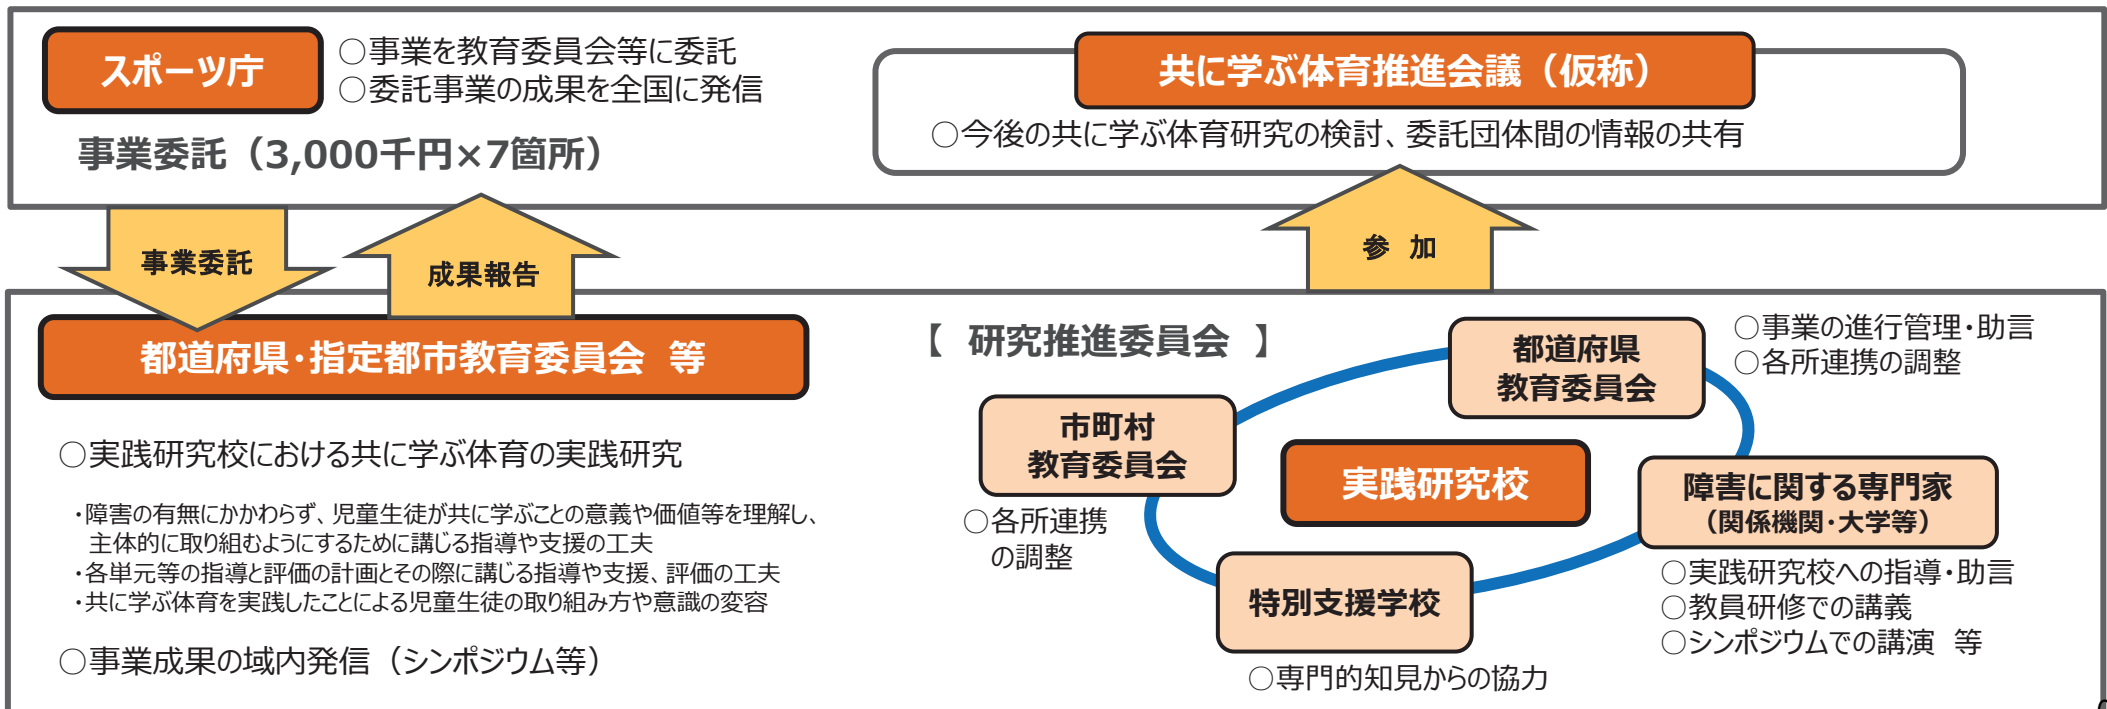 スポーツ庁
○事業を教育委員会等に委託
○委託事業の成果を全国に発信
事業委託（3,000千円×7箇所）
共に学ぶ体育推進会議（仮称）
○今後の共に学ぶ体育研究の検討、委託団体間の情報の共有
事業委託
成果報告
参 加
都道府県・指定都市教育委員会 等
○実践研究校における共に学ぶ体育の実践研究
・障害の有無にかかわらず、児童生徒が共に学ぶことの意義や価値等を理解し、
主体的に取り組むようにするために講じる指導や支援の工夫
・各単元等の指導と評価の計画とその際に講じる指導や支援、評価の工夫
・共に学ぶ体育を実践したことによる児童生徒の取り組み方や意識の変容
○事業成果の域内発信（シンポジウム等）
【 研究推進委員会 】
都道府県
教育委員会
○事業の進行管理・助言
○各所連携の調整
市町村
教育委員会
○各所連携
の調整
実践研究校
障害に関する専門家
（関係機関・大学等）
○実践研究校への指導・助言
○教員研修での講義
○シンポジウムでの講演 等
特別支援学校
○専門的知見からの協力